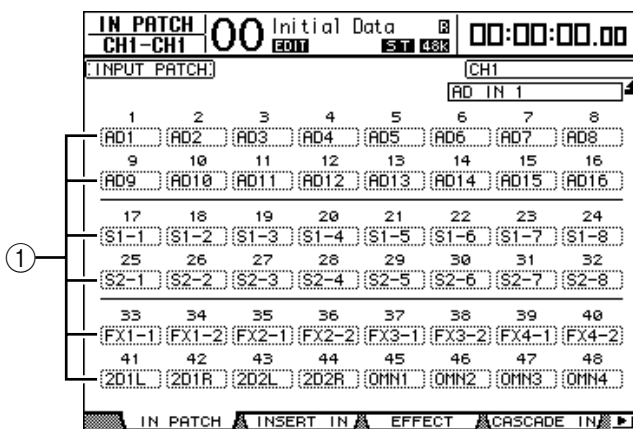 IN PATCH 00 Initial Data 00:00:00.00
CH1-CH1 EDIT ST 48K
INPUT PATCH CH1
AD IN 1
1 2 3 4 5 6 7 8
AD1 AD2 AD3 AD4 AD5 AD6 AD7 AD8
9 10 11 12 13 14 15 16
AD9 AD10 AD11 AD12 AD13 AD14 AD15 AD16
17 18 19 20 21 22 23 24
S1-1 S1-2 S1-3 S1-4 S1-5 S1-6 S1-7 S1-8
1
25 26 27 28 29 30 31 32
S2-1 S2-2 S2-3 S2-4 S2-5 S2-6 S2-7 S2-8
33 34 35 36 37 38 39 40
FX1-1 FX1-2 FX2-1 FX2-2 FX3-1 FX3-2 FX4-1 FX4-2
41 42 43 44 45 46 47 48
2D1L 2D1R 2D2L 2D2R OMN1 OMN2 OMN3 OMN4
IN PATCH INSERT IN EFFECT CASCADE IN